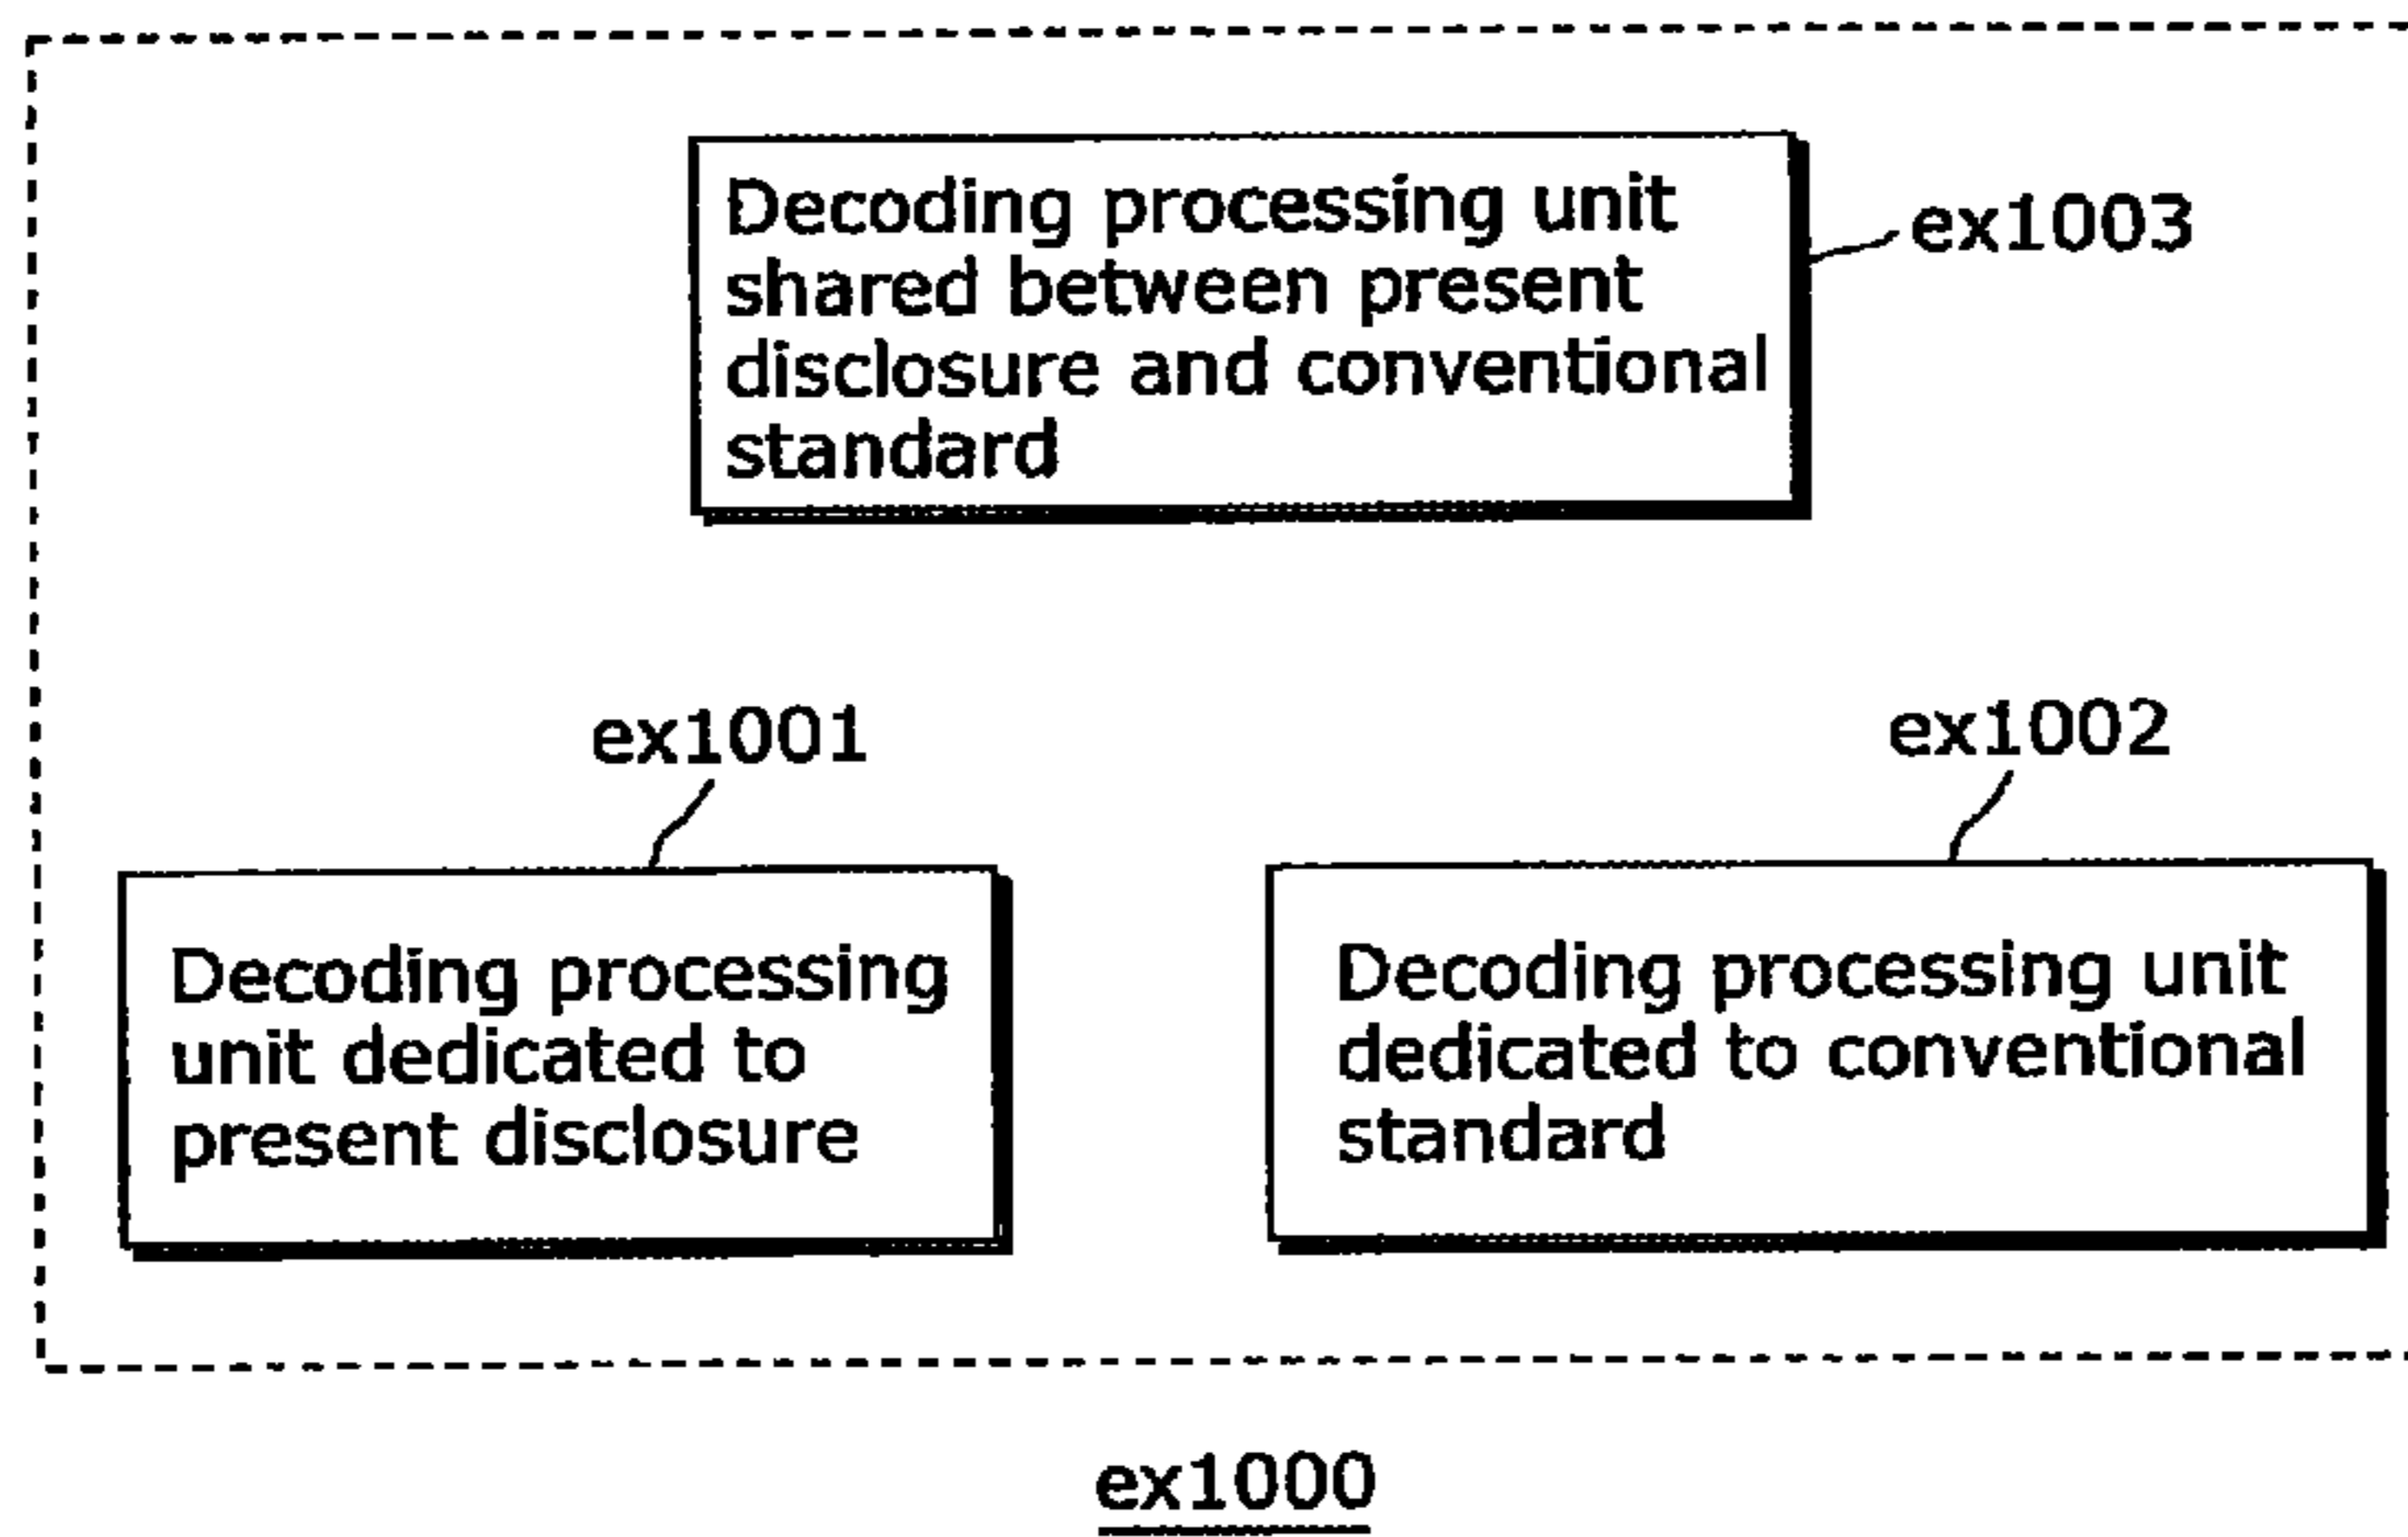 Decoding processing unit
shared between present
disclosure and conventional
standard
ex1003
ex1001
ex1002
Decoding processing
unit dedicated to
present disclosure
Decoding processing unit
dedicated to conventional
standard
ex1000